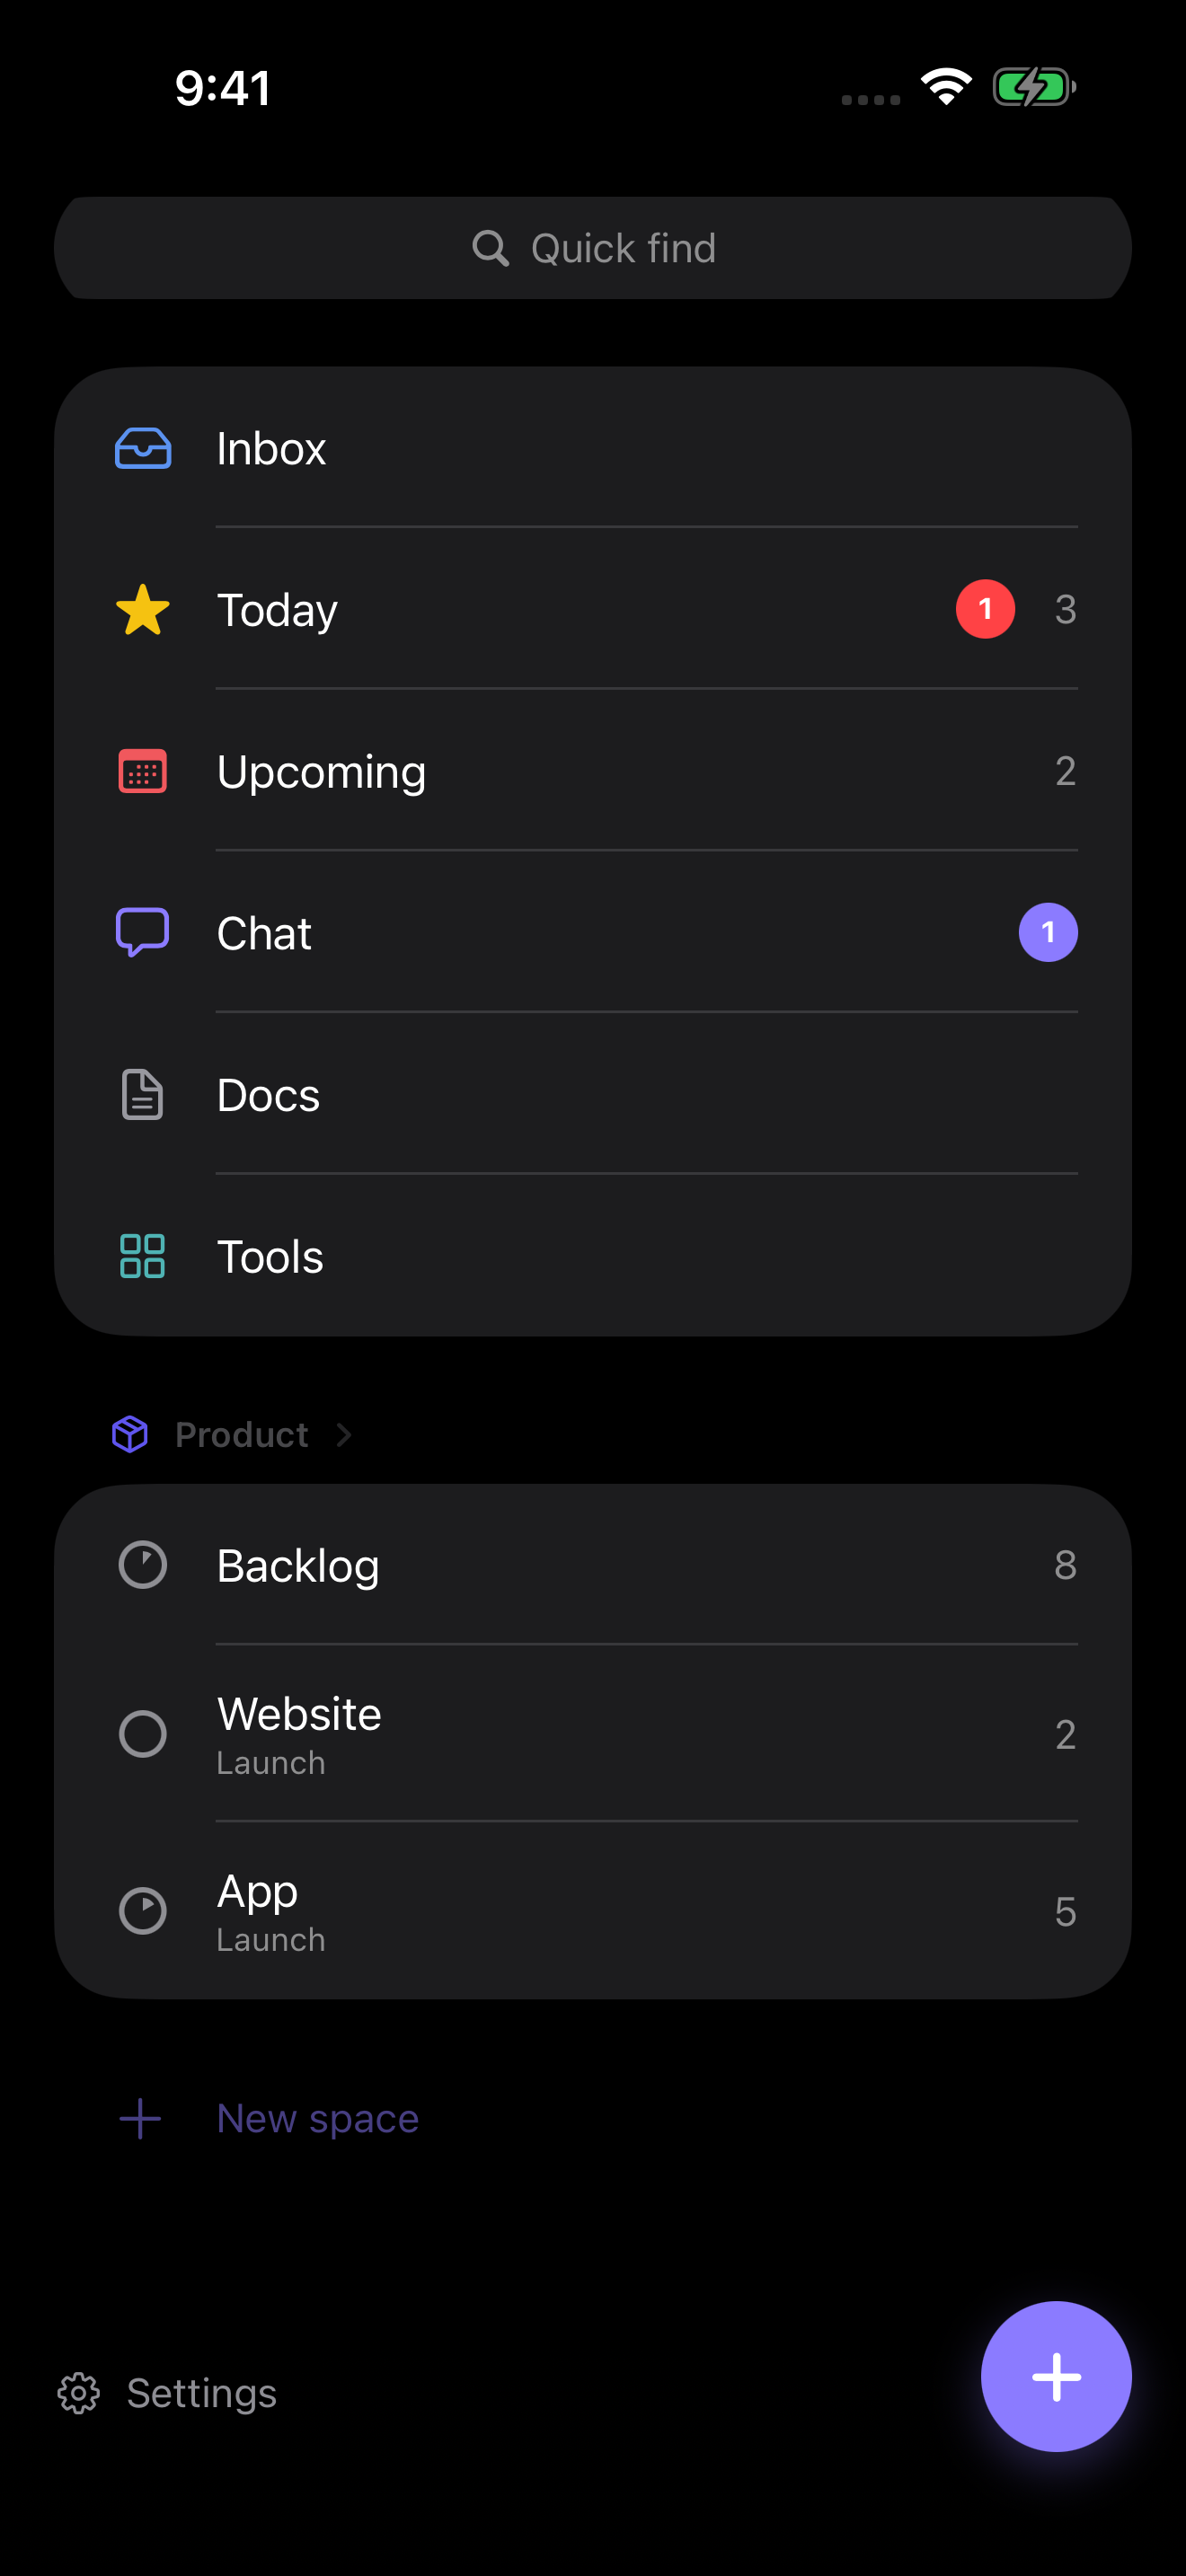 9:41
Quick find
Inbox
Today 1 3
Upcoming 2
Chat 1
Docs
Tools
Product
Backlog 8
Website 2
Launch
App 5
Launch
New space
Settings